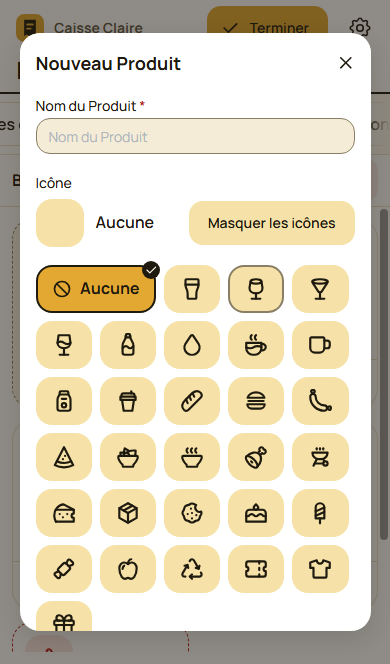 Caisse Claire
Terminer
Nouveau Produit
Nom du Produit *
Nom du Produit
Icône
Aucune
Masquer les icônes
Aucune